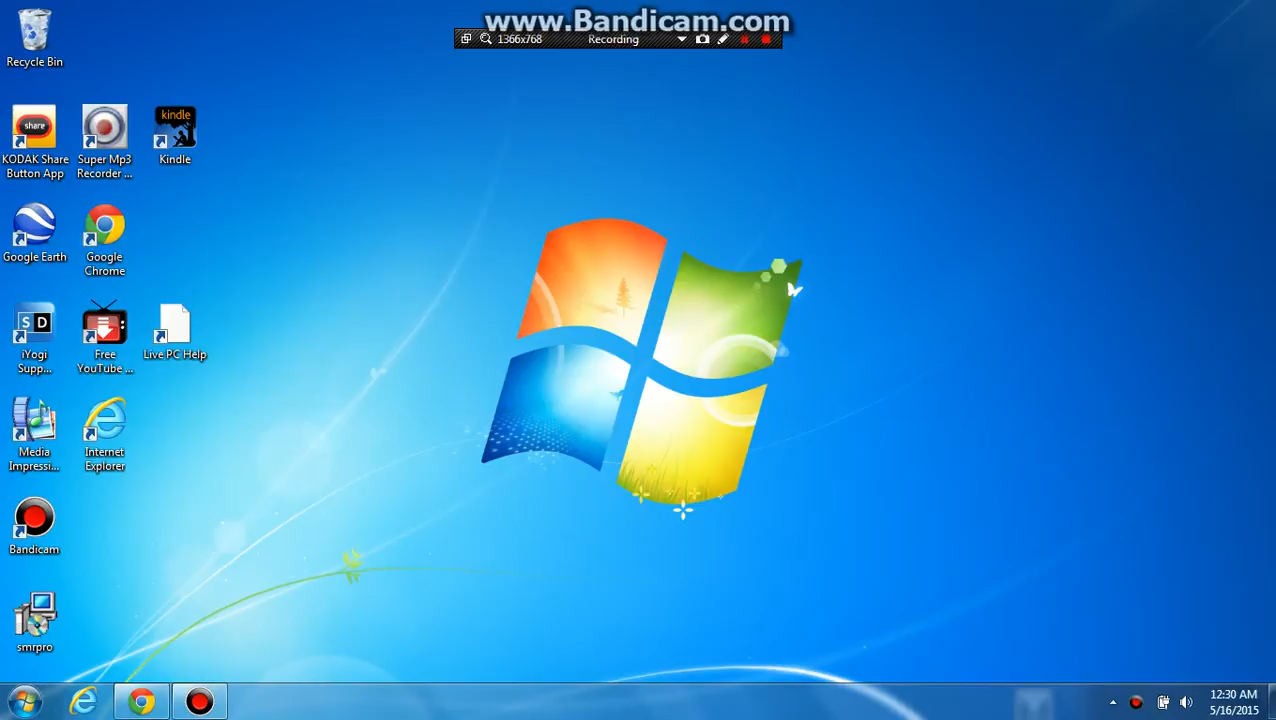 www.Bandicam.com
1366x768 Recording
Recycle Bin
share
KODAK Share
Button App
Super Mp3
Recorder ...
kindle
Kindle
Google Earth
Google
Chrome
SD
iYogi
Supp...
Free
YouTube ...
Live PC Help
Media
Impressi...
Internet
Explorer
Bandicam
smrpro
12:30 AM
5/16/2015